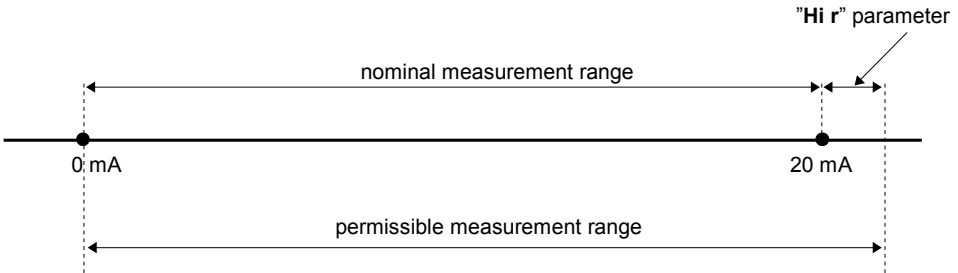 ”Hi r” parameter
nominal measurement range
0 mA
20 mA
permissible measurement range